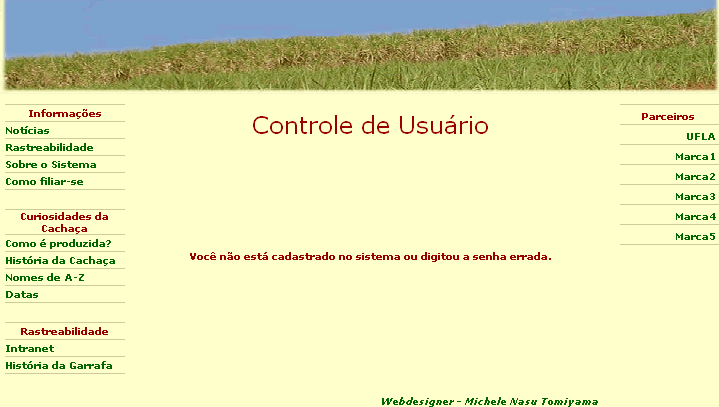 Informações
Notícias
Rastreabilidade
Sobre o Sistema
Como filiar-se
Curiosidades da
Cachaça
Como é produzida?
História da Cachaça
Nomes de A-Z
Datas
Rastreabilidade
Intranet
História da Garrafa
Controle de Usuário
Você não está cadastrado no sistema ou digitou a senha errada.
Parceiros
UFLA
Marca1
Marca2
Marca3
Marca4
Marca5
Webdesigner - Michele Nasu Tomiyama